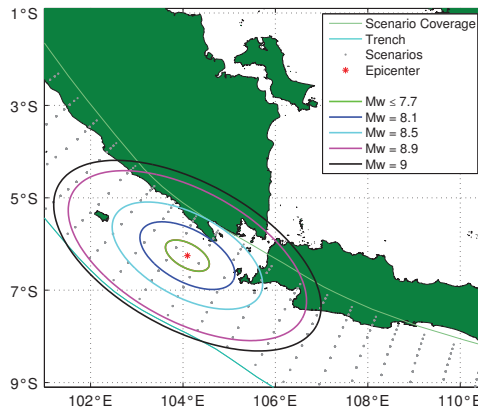 1°S
3°S
5°S
7°S
9°S
102°E
104°E
106°E
108°E
110°E
Scenario Coverage
Trench
Scenarios
Epicenter
Mw ≤ 7.7
Mw = 8.1
Mw = 8.5
Mw = 8.9
Mw = 9